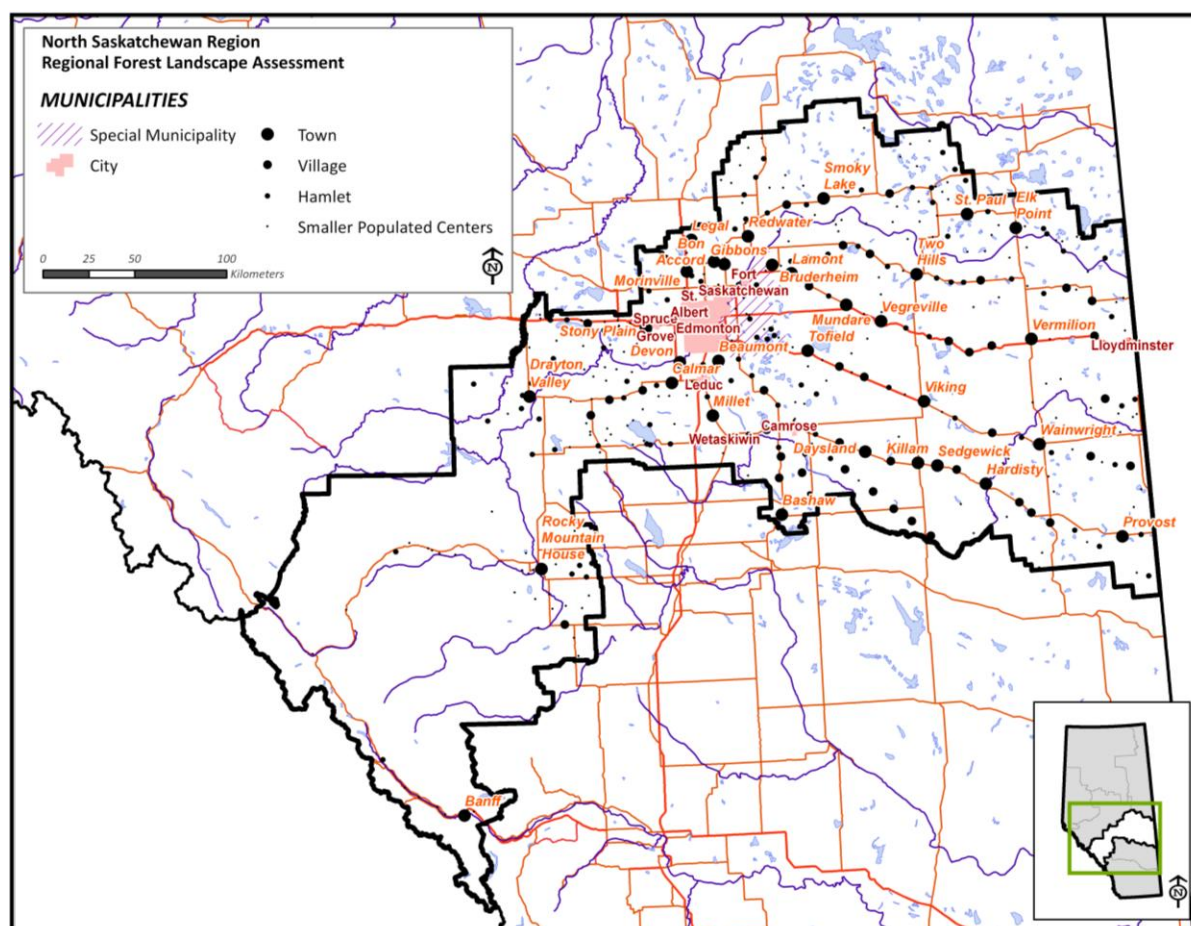 North Saskatchewan Region
Regional Forest Landscape Assessment
MUNICIPALITIES
Special Municipality
City
Town
Village
Hamlet
Smaller Populated Centers
0 25 50 100
Kilometers
N
Smoky
Lake
St. Paul
Elk
Point
Legal
Redwater
Bon
Accord
Gibbons
Two
Hills
Lamont
Morinville
Fort
Saskatchewan
Bruderheim
St.
Albert
Spruce
Grove
Edmonton
Mundare
Vegreville
Stony Plain
Tofield
Vermilion
Lloydminster
Devon
Beaumont
Drayton
Valley
Calmar
Leduc
Viking
Millet
Camrose
Wetaskiwin
Wainwright
Daysland
Killam
Sedgewick
Hardisty
Bashaw
Rocky
Mountain
House
Provost
Banff
N